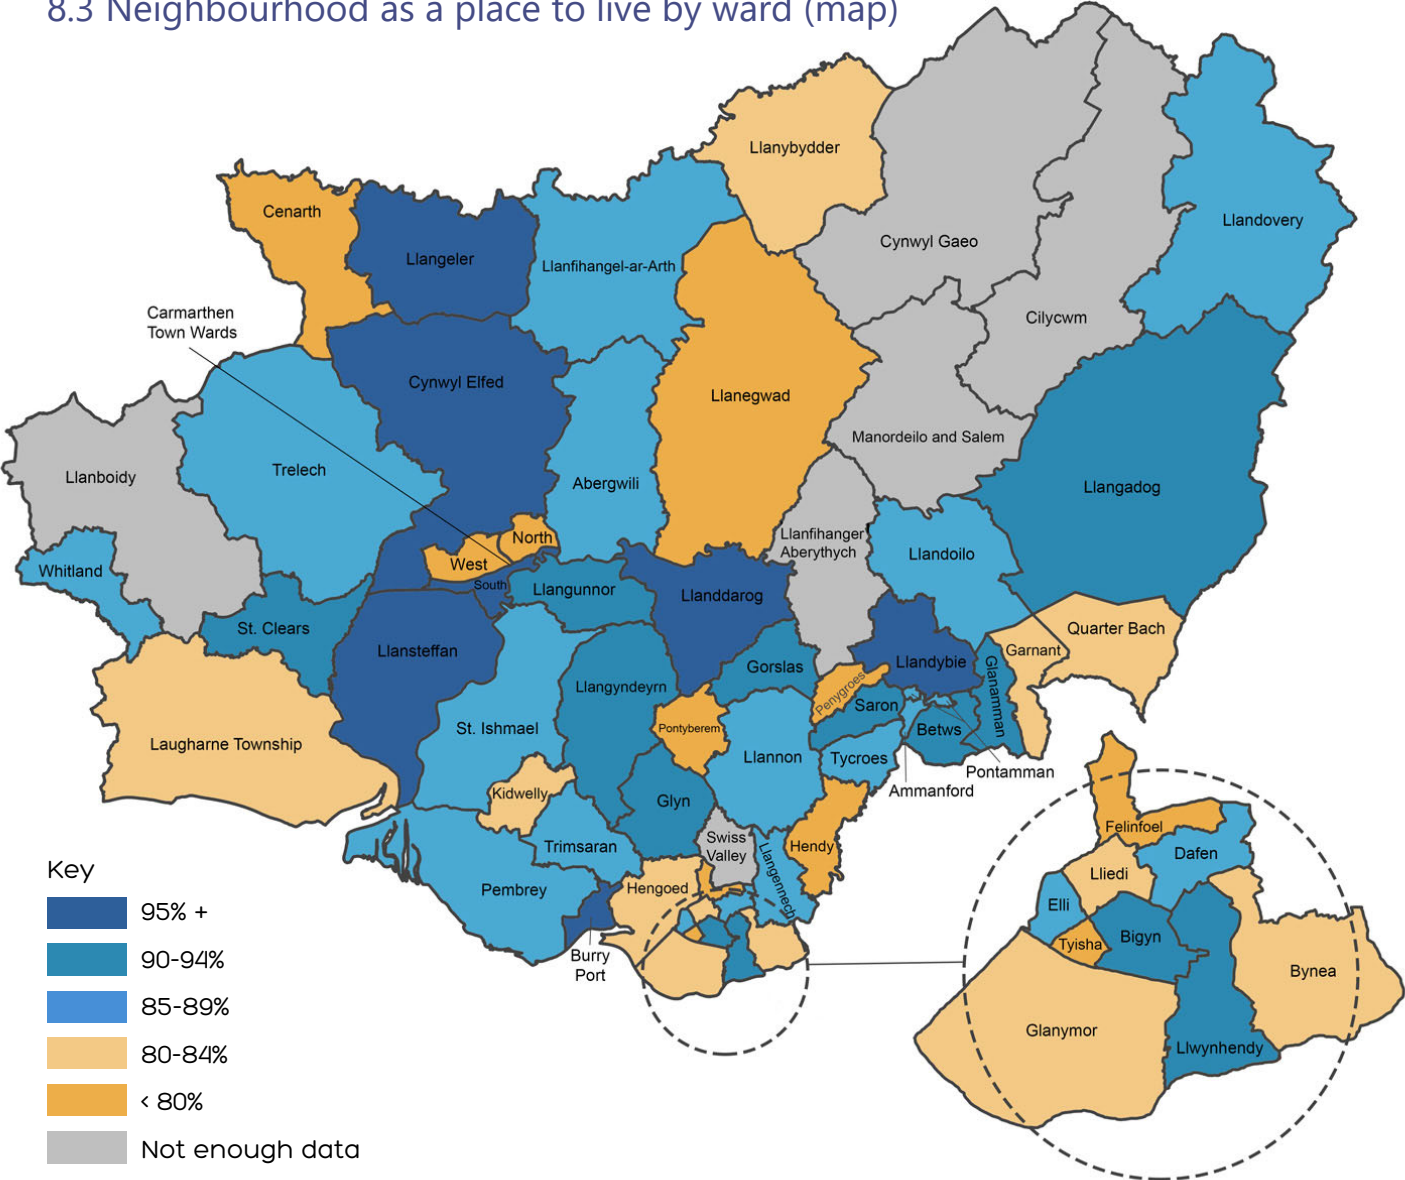 8.3 Neighbourhood as a place to live by ward (map)
Llanybydder
Cenarth
Llandovery
Cynwyl Gaeo
Llangeler
Llanfihangel-ar-Arth
Carmarthen
Town Wards
Cilycwm
Cynwyl Elfed
Llanegwad
Manordeilo and Salem
Trelech
Llanboidy
Abergwili
Llangadog
North
Llanfihanger
Aberythych
Llandoilo
West
Whitland
South
Llangunnor
Llanddarog
St. Clears
Quarter Bach
Llansteffan
Garnant
Llandybie
Gorslas
Glanamman
Llangyndeyrn
Penygroes
Saron
St. Ishmael
Pontyberem
Betws
Laugharne Township
Llannon
Tycroes
Pontamman
Ammanford
Kidwelly
Glyn
Felinfoel
Swiss
Valley
Trimsaran
Hendy
Llangennech
Dafen
Lliedi
Pembrey
Hengoed
Elli
Tyisha
Bigyn
Burry
Port
Bynea
Glanymor
Llwynhendy
Key
95% +
90-94%
85-89%
80-84%
< 80%
Not enough data